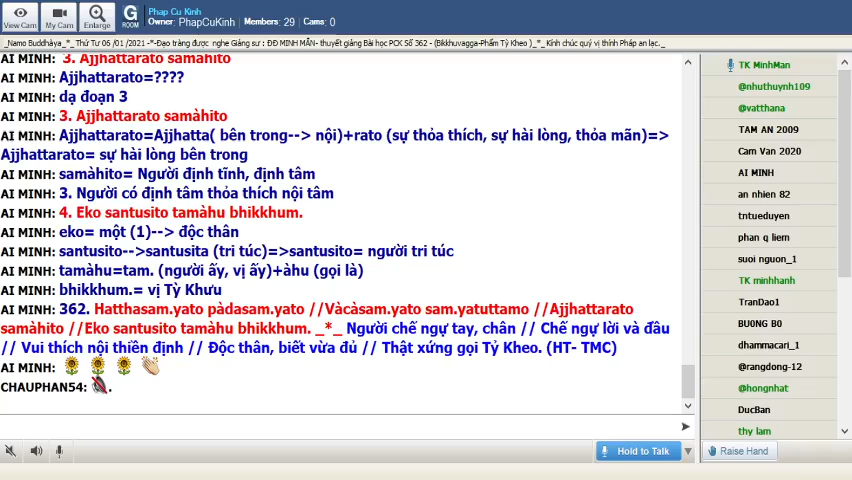 View Cam
My Cam
Enlarge
G
ROOM
Phap Cu Kinh
Owner: PhapCuKinh Members: 29 Cams: 0
_Namo Buddhàya_*_ Thứ Tư 06 /01 /2021 -*-Đạo tràng được nghe Giảng sư : ĐĐ MINH MẪN- thuyết giảng Bài học PCK Số 362 - (Bikkhuvagga-Phẩm Tỳ Kheo )_*_ Kính chúc quý vị thính Pháp an lạc._
AI MINH: 3. Ajjhattarato samàhito
AI MINH: Ajjhattarato=????
AI MINH: dạ đoạn 3
AI MINH: 3. Ajjhattarato samàhito
AI MINH: Ajjhattarato=Ajjhatta( bên trong--> nội)+rato (sự thỏa thích, sự hài lòng, thỏa mãn)=>
Ajjhattarato= sự hài lòng bên trong
AI MINH: samàhito= Người định tĩnh, định tâm
AI MINH: 3. Người có định tâm thỏa thích nội tâm
AI MINH: 4. Eko santusito tamàhu bhikkhum.
AI MINH: eko= một (1)--> độc thân
AI MINH: santusito-->santusita (tri túc)=>santusito= người tri túc
AI MINH: tamàhu=tam. (người ấy, vị ấy)+àhu (gọi là)
AI MINH: bhikkhum.= vị Tỳ Khưu
AI MINH: 362. Hatthasam.yato pàdasam.yato //Vàcàsam.yato sam.yatuttamo //Ajjhattarato
samàhito //Eko santusito tamàhu bhikkhum. _*_ Người chế ngự tay, chân // Chế ngự lời và đầu
// Vui thích nội thiền định // Độc thân, biết vừa đủ // Thật xứng gọi Tỷ Kheo. (HT- TMC)
AI MINH:
CHAUPHAN54: .
Hold to Talk
Raise Hand
TK MinhMan
@nhuthuynh109
@vatthana
TAM AN 2009
Cam Van 2020
AI MINH
an nhien 82
tntueduyen
phan q liem
suoi nguon_1
TK minhhanh
TranDao1
BU0NG B0
dhammacari_1
@rangdong-12
@hongnhat
DucBan
thy lam